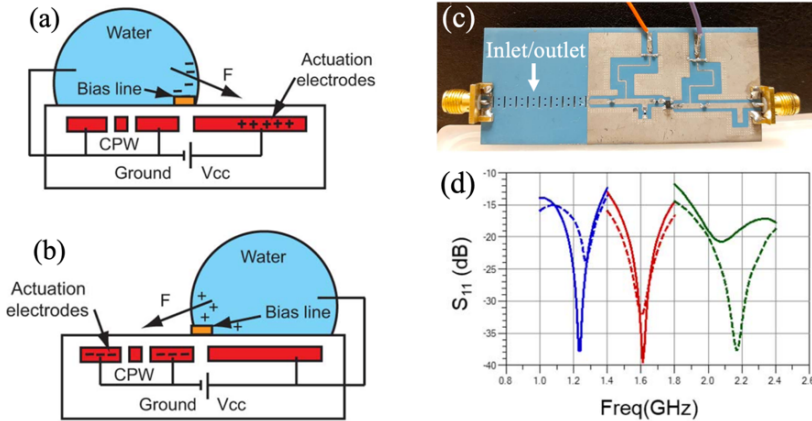 (a)
Water
Actuation
electrodes
F
Bias line
- - - -
+ + + + +
CPW
Ground
Vcc
(b)
Water
Actuation
electrodes
F
+ + + +
Bias line
- - - -
- - - -
CPW
Ground
Vcc
(c)
Inlet/outlet
(d)
-10
-15
-20
-25
-30
-35
-40
S11 (dB)
0.8 1.0 1.2 1.4 1.6 1.8 2.0 2.2 2.4 2.6
Freq(GHz)